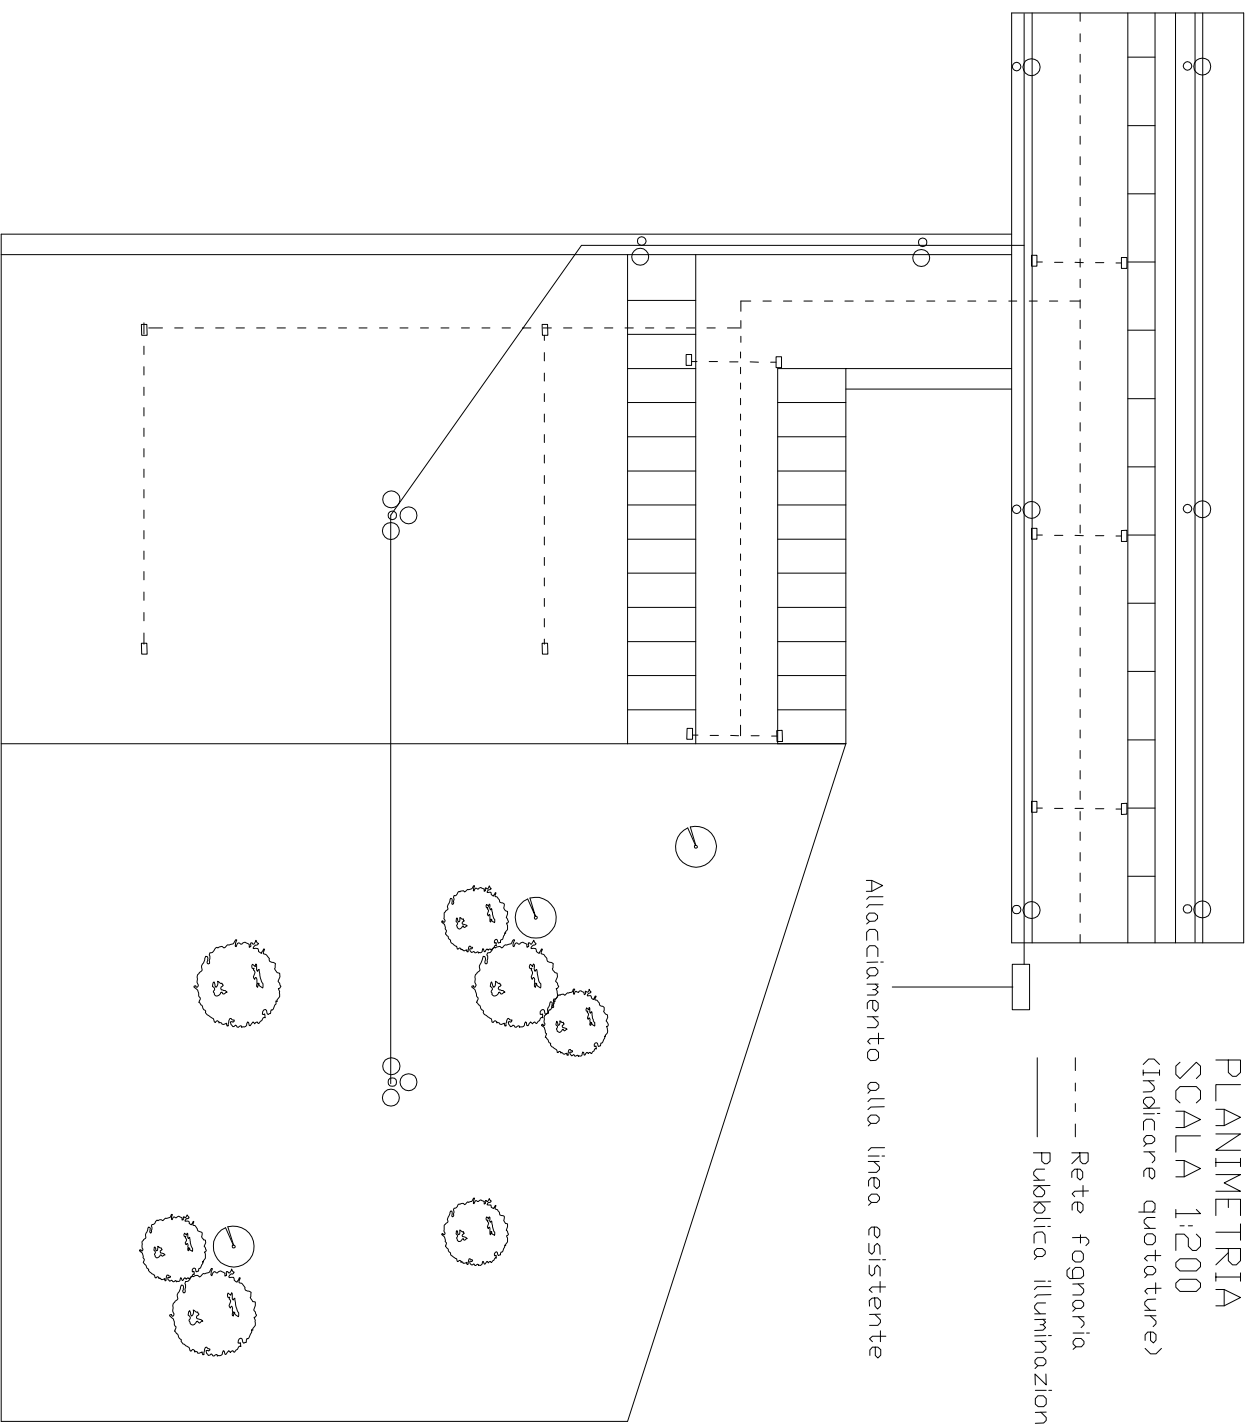 PLANIMETRIA
SCALA 1:200
(Indicare quotature)
Rete fognaria
Pubblica illuminazion
Allacciamento alla linea esistente